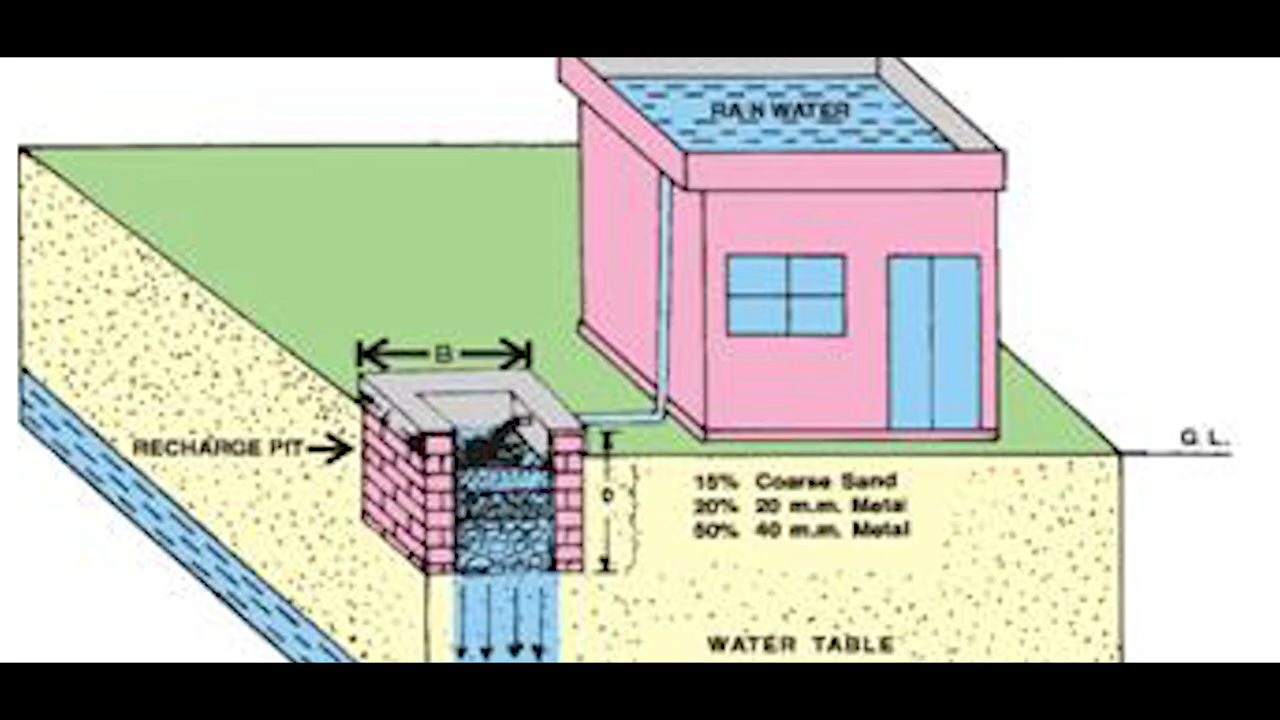 RAIN WATER
B
RECHARGE PIT
G L.
D
15% Coarse Sand
20% 20 m.m. Metal
50% 40 m.m. Metal
WATER TABLE